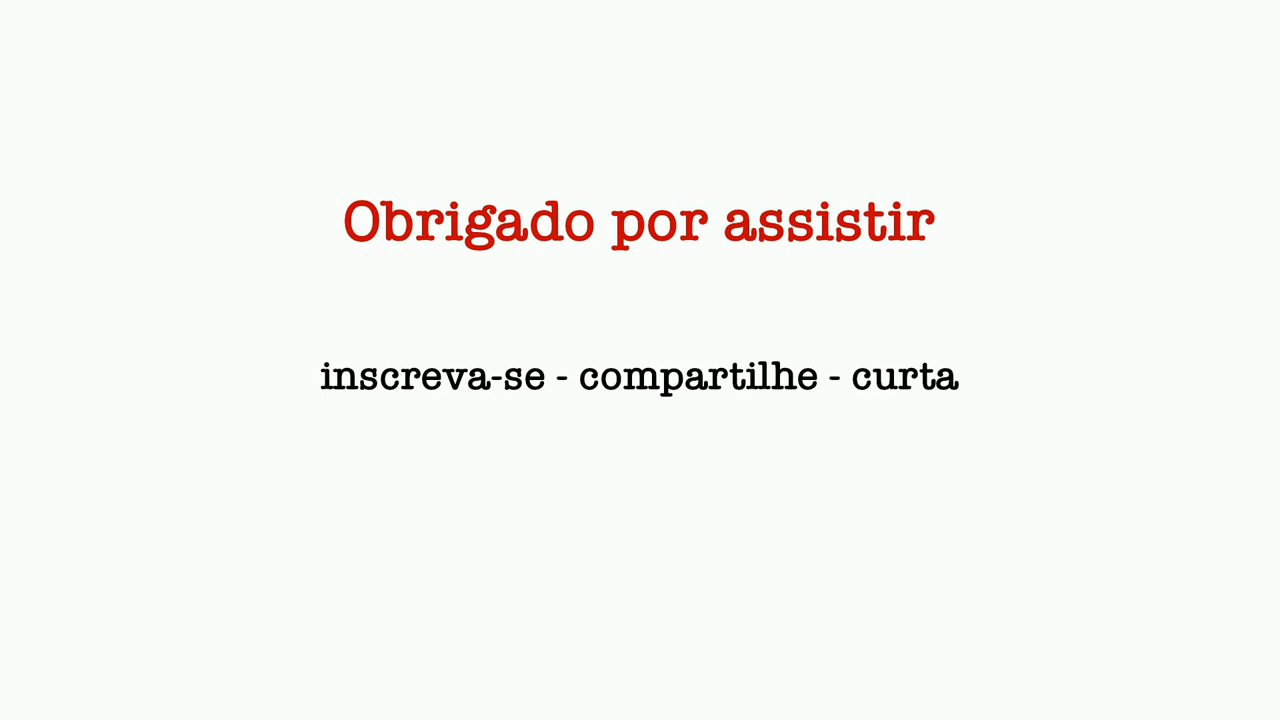 Obrigado por assistir
inscreva-se - compartilhe - curta